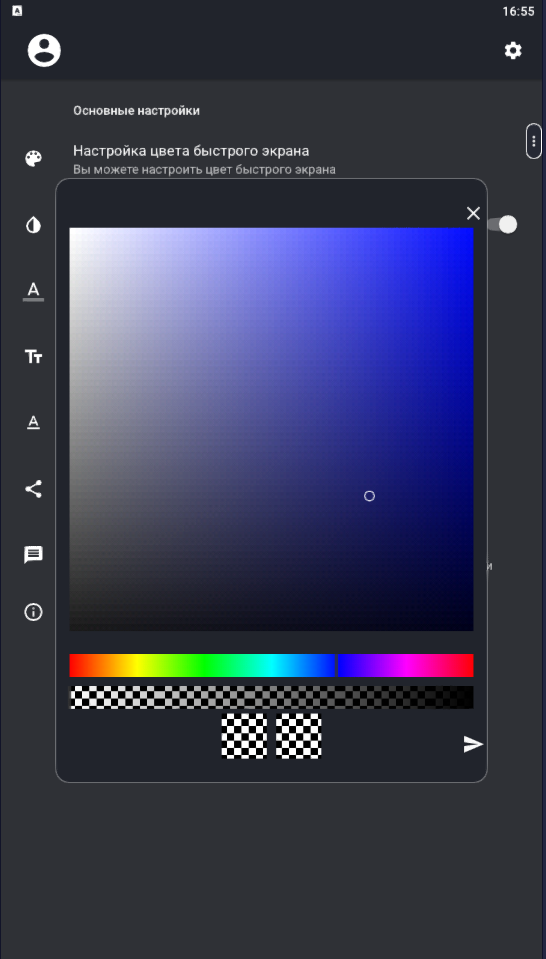 A
16:55
Основные настройки
Настройка цвета быстрого экрана
Вы можете настроить цвет быстрого экрана
A
Tт
A
и